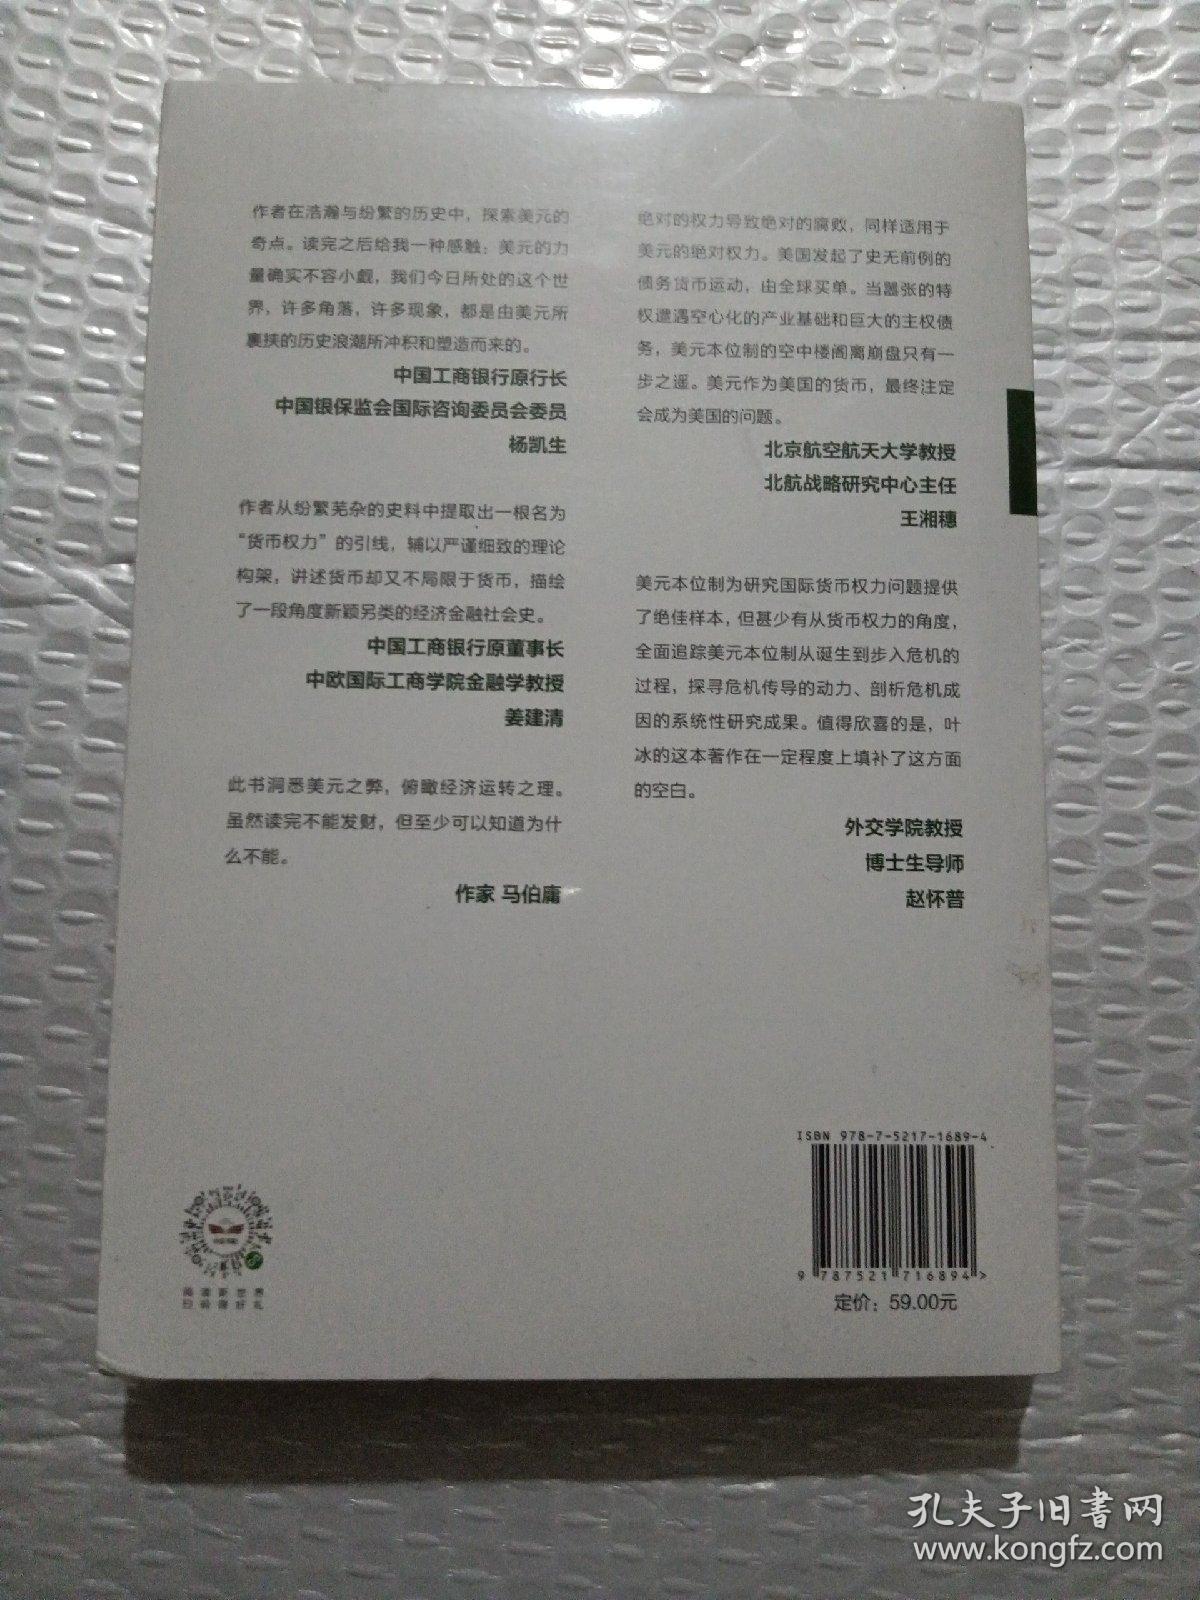 作者在浩瀚与纷繁的历史中，探索美元的
奇点。读完之后给我一种感触：美元的力
量确实不容小觑，我们今日所处的这个世
界，许多角落，许多现象，都是由美元所
裹挟的历史浪潮所冲积和塑造而来的。
中国工商银行原行长
中国银保监会国际咨询委员会委员
杨凯生
作者从纷繁芜杂的史料中提取出一根名为
“货币权力”的引线，辅以严谨细致的理论
构架，讲述货币却又不局限于货币，描绘
了一段角度新颖另类的经济金融社会史。
中国工商银行原董事长
中欧国际工商学院金融学教授
姜建清
此书洞悉美元之弊，俯瞰经济运转之理。
虽然读完不能发财，但至少可以知道为什
么不能。
作家 马伯庸
绝对的权力导致绝对的腐败，同样适用于
美元的绝对权力。美国发起了史无前例的
债务货币运动，由全球买单。当嚣张的特
权遭遇空心化的产业基础和巨大的主权债
务，美元本位制的空中楼阁离崩盘只有一
步之遥。美元作为美国的货币，最终注定
会成为美国的问题。
北京航空航天大学教授
北航战略研究中心主任
王湘穗
美元本位制为研究国际货币权力问题提供
了绝佳样本，但甚少有从货币权力的角度，
全面追踪美元本位制从诞生到步入危机的
过程，探寻危机传导的动力、剖析危机成
因的系统性研究成果。值得欣喜的是，叶
冰的这本著作在一定程度上填补了这方面
的空白。
外交学院教授
博士生导师
赵怀普
ISBN 978-7-5217-1689-4
9 787521 716894 >
定价：59.00元
孔夫子旧书网
www.kongfz.com